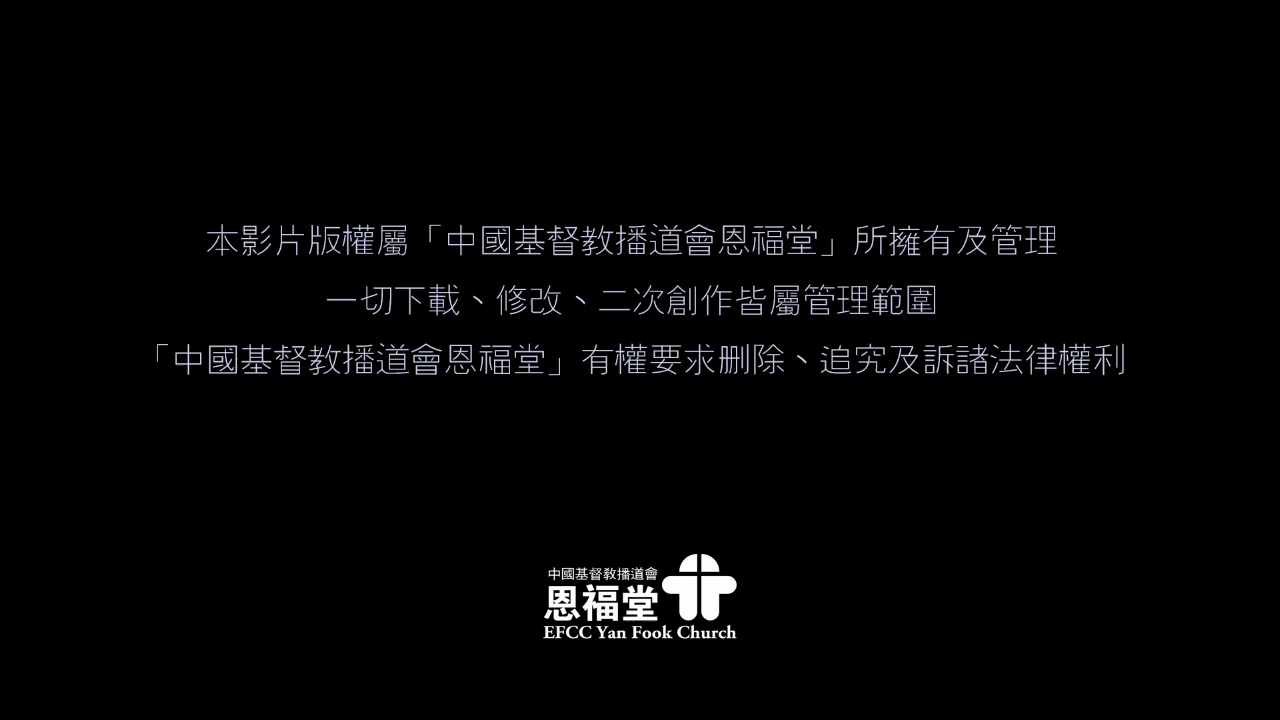 本影片版權屬「中國基督教播道會恩福堂」所擁有及管理
一切下載、修改、二次創作皆屬管理範圍
「中國基督教播道會恩福堂」有權要求刪除、追究及訴諸法律權利
中國基督教播道會
恩福堂
EFCC Yan Fook Church